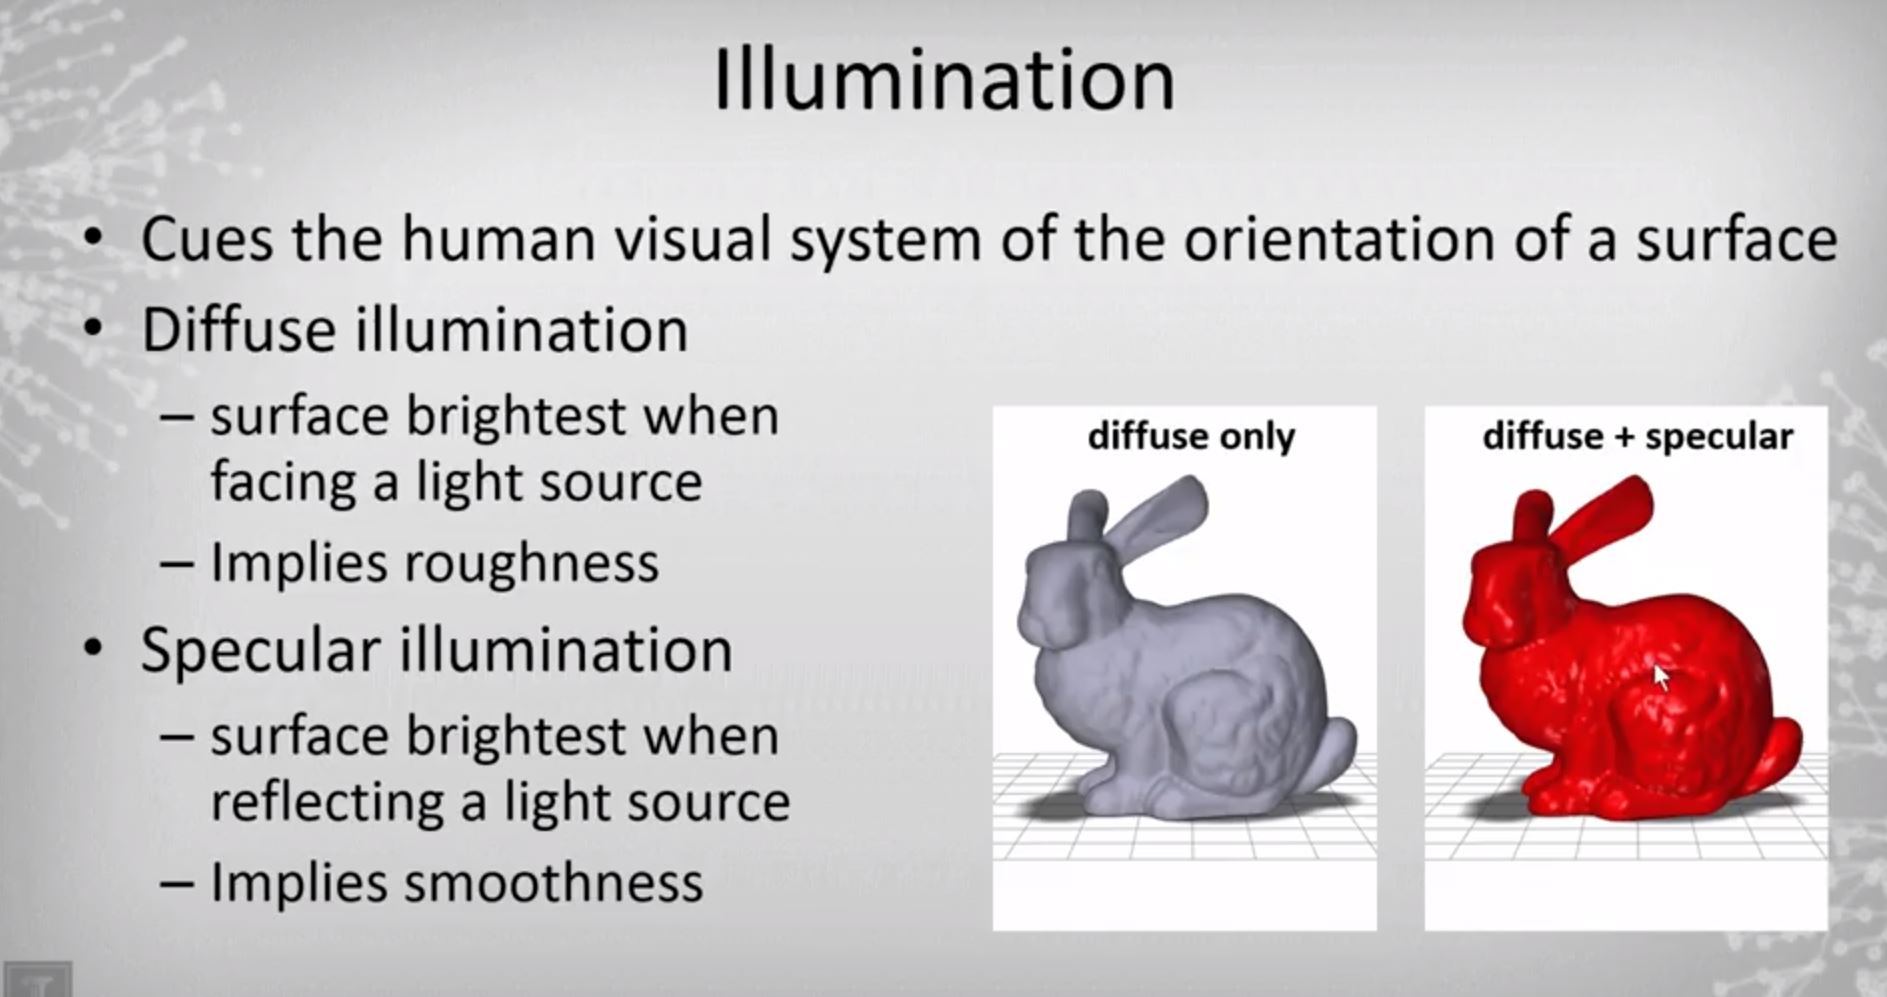 Illumination
• Cues the human visual system of the orientation of a surface
• Diffuse illumination
– surface brightest when
facing a light source
– Implies roughness
• Specular illumination
– surface brightest when
reflecting a light source
– Implies smoothness
diffuse only
diffuse + specular